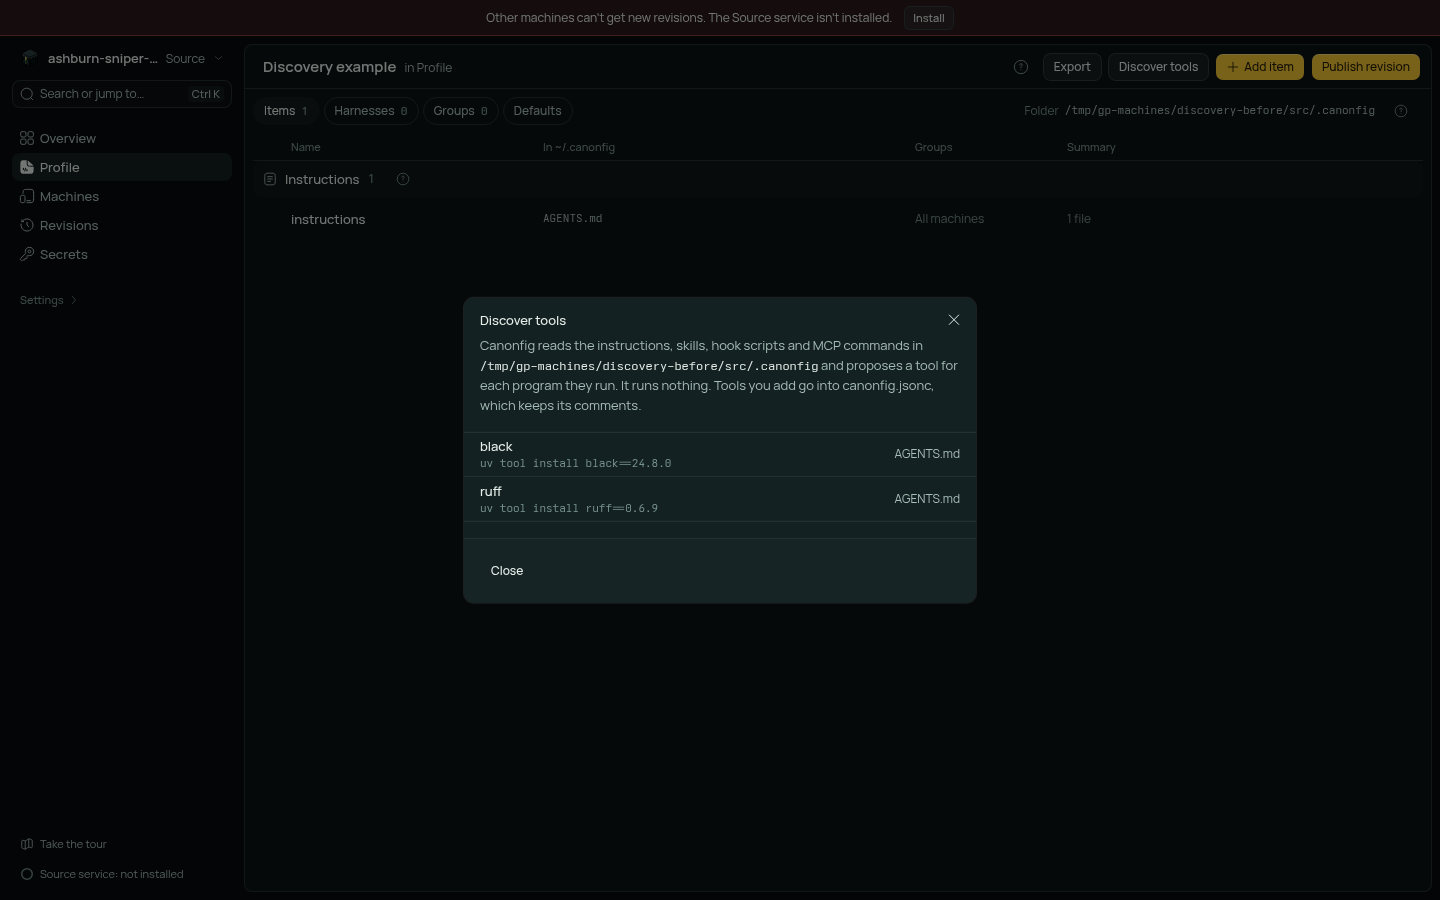 Other machines can't get new revisions. The Source service isn't installed. Install
ashburn-sniper-... Source
Search or jump to... Ctrl K
Overview
Profile
Machines
Revisions
Secrets
Settings
Take the tour
Source service: not installed
Discovery example in Profile
? Export Discover tools + Add item Publish revision
Items 1 Harnesses 0 Groups 0 Defaults
Folder /tmp/gp-machines/discovery-before/src/.canonfig ?
Name In ~/.canonfig Groups Summary
Instructions 1 ?
instructions AGENTS.md All machines 1 file
Discover tools
Canonfig reads the instructions, skills, hook scripts and MCP commands in
/tmp/gp-machines/discovery-before/src/.canonfig and proposes a tool for
each program they run. It runs nothing. Tools you add go into canonfig.jsonc,
which keeps its comments.
black
uv tool install black==24.8.0
AGENTS.md
ruff
uv tool install ruff==0.6.9
AGENTS.md
Close